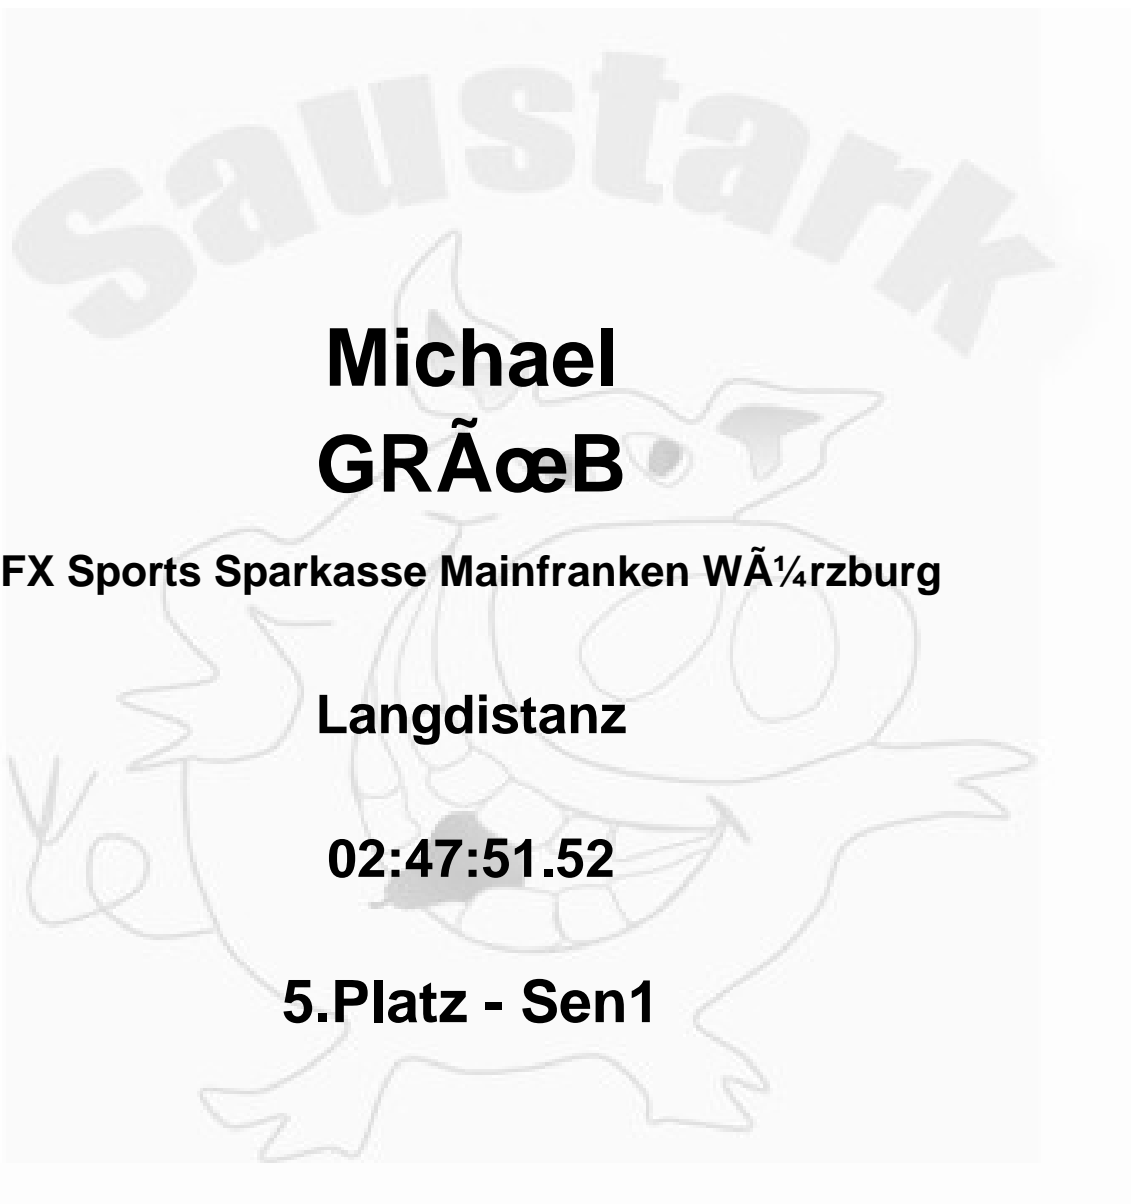 Saustark
Michael
GRÃœB
FX Sports Sparkasse Mainfranken WÃ¼rzburg
Langdistanz
02:47:51.52
5.Platz - Sen1